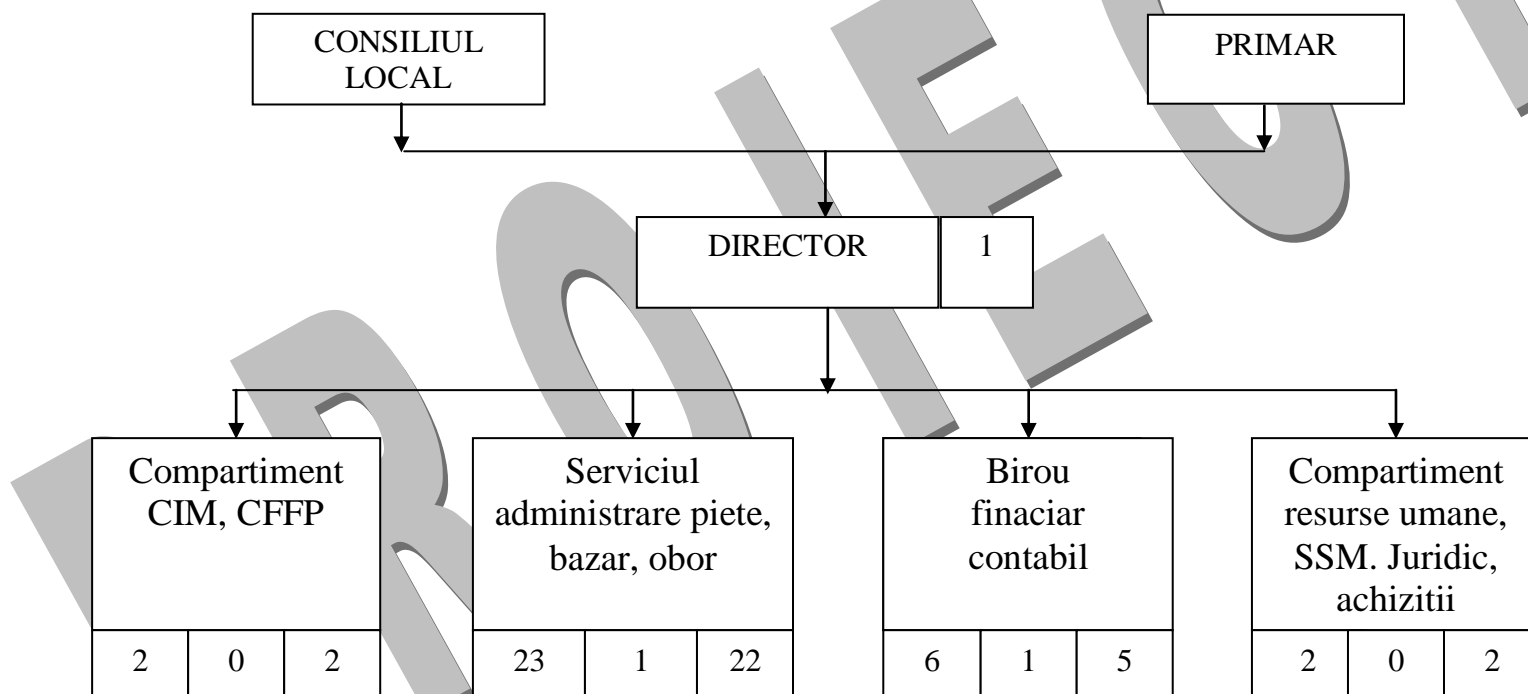 CONSILIUL
LOCAL
PRIMAR
DIRECTOR 1
Compartiment
CIM, CFFP
2 0 2
Serviciul
administrare piete,
bazar, obor
23 1 22
Birou
finaciar
contabil
6 1 5
Compartiment
resurse umane,
SSM. Juridic,
achizitii
2 0 2